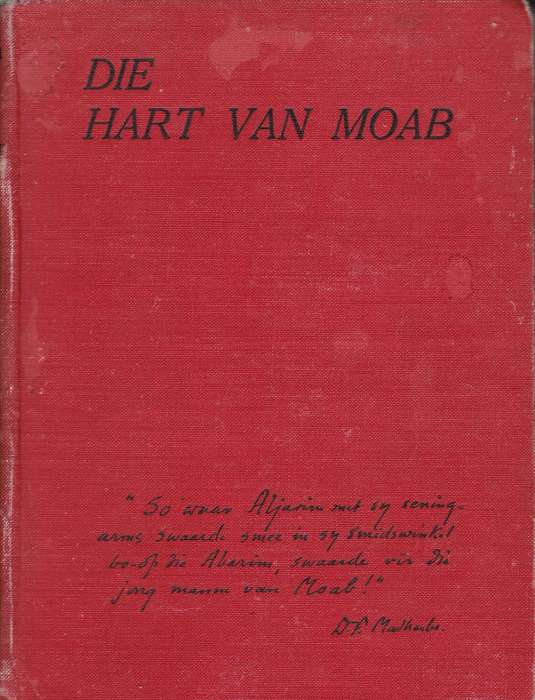 DIE
HART VAN MOAB
"So waar Aljarim met sy sening-
arms swaarde smee in sy smidswinkel
bo-op die Abarim, swaarde vir die
jong manne van Moab!"
D.F. Malherbe.